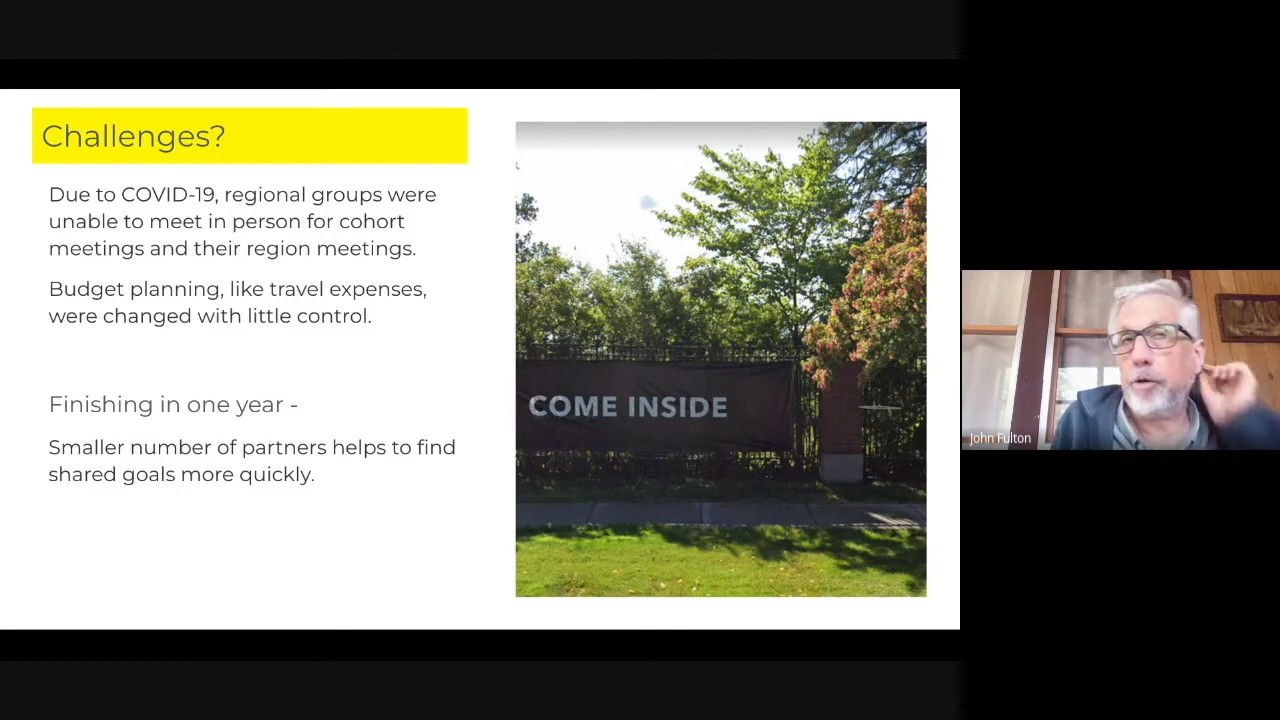 Challenges?
Due to COVID-19, regional groups were
unable to meet in person for cohort
meetings and their region meetings.
Budget planning, like travel expenses,
were changed with little control.
Finishing in one year -
Smaller number of partners helps to find
shared goals more quickly.
COME INSIDE
John Fulton